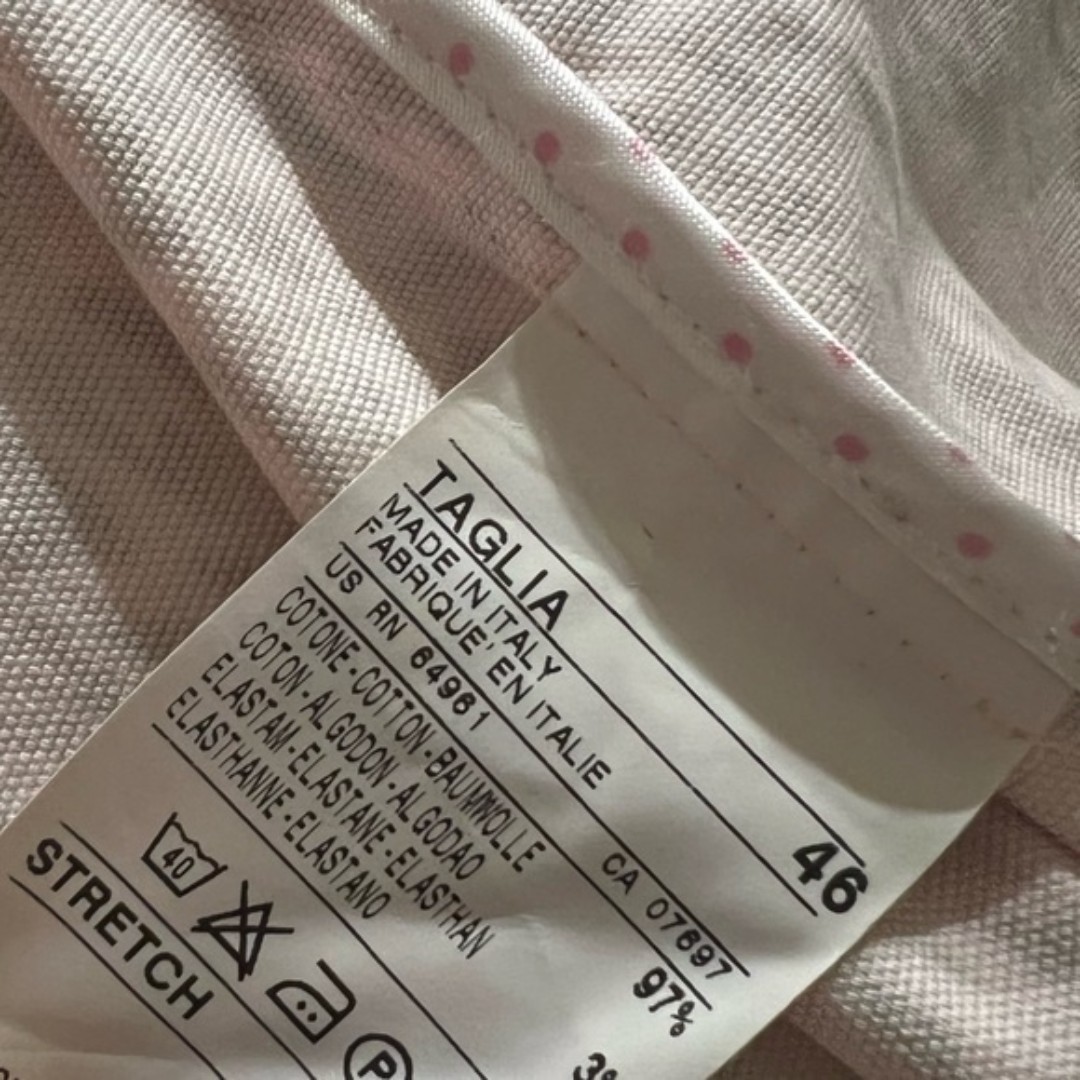 TAGLIA 46
MADE IN ITALY
FABRIQUE' EN ITALIE
US RN 64961 CA 07697
COTONE-COTTON-BAUMWOLLE 97%
COTON-ALGODON-ALGODAO
ELASTAM-ELASTANE-ELASTHAN 3%
ELASTHANNE-ELASTANO
40
P
STRETCH